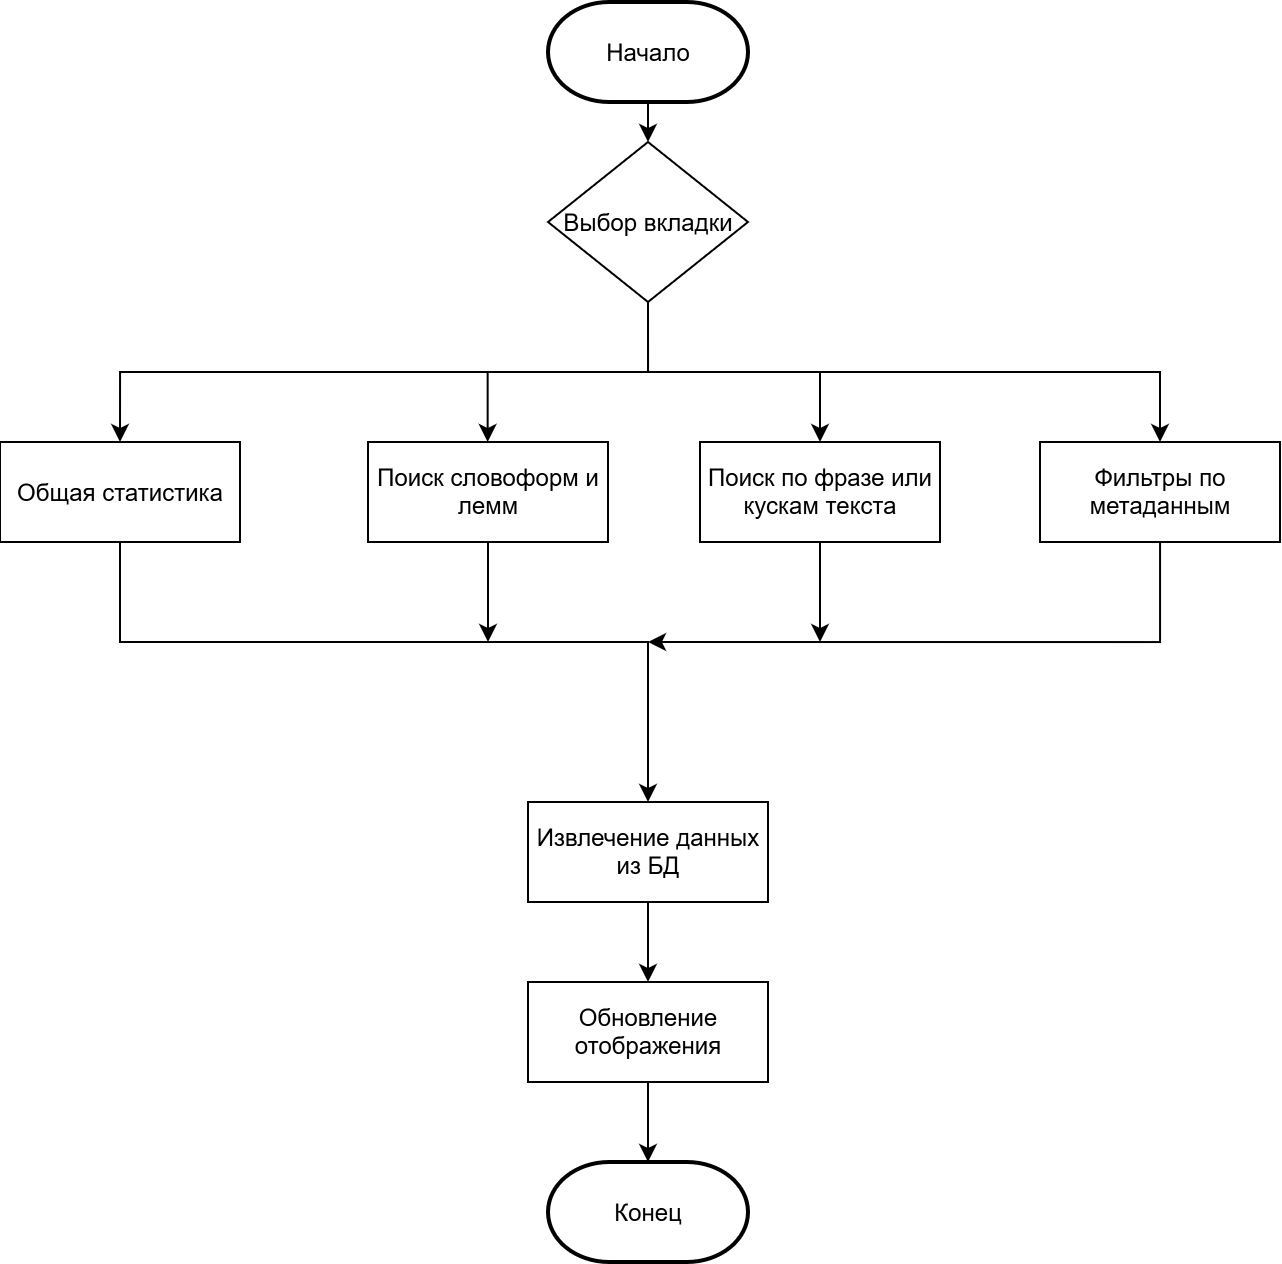 Начало
Выбор вкладки
Общая статистика
Поиск словоформ и
лемм
Поиск по фразе или
кускам текста
Фильтры по
метаданным
Извлечение данных
из БД
Обновление
отображения
Конец